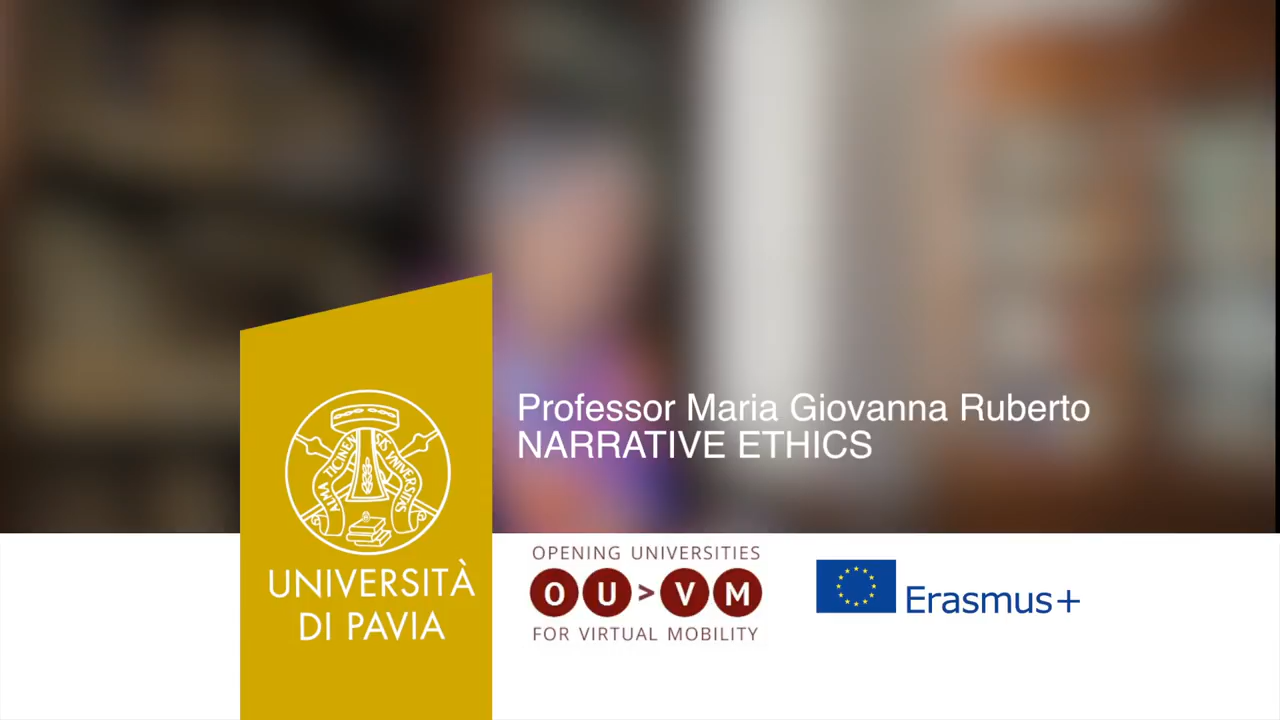 Professor Maria Giovanna Ruberto
NARRATIVE ETHICS
ALMA TICINENSIS UNIVERSITAS
UNIVERSITÀ
DI PAVIA
OPENING UNIVERSITIES
OU>VM
FOR VIRTUAL MOBILITY
Erasmus+